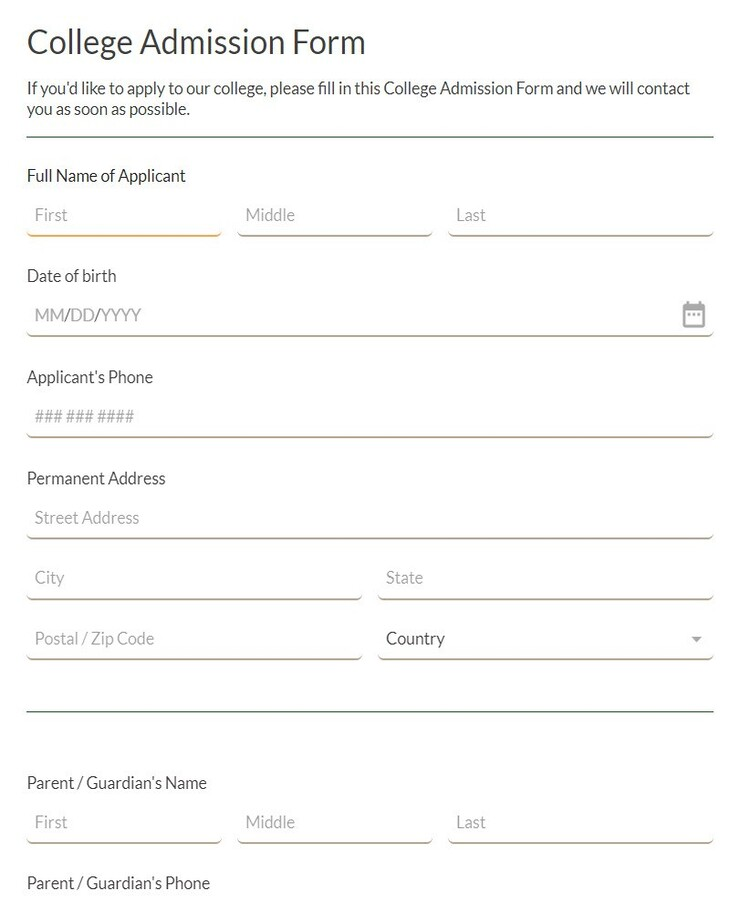 College Admission Form
If you'd like to apply to our college, please fill in this College Admission Form and we will contact
you as soon as possible.
Full Name of Applicant
First Middle Last
Date of birth
MM/DD/YYYY
Applicant's Phone
### ### ####
Permanent Address
Street Address
City State
Postal / Zip Code Country
Parent / Guardian's Name
First Middle Last
Parent / Guardian's Phone